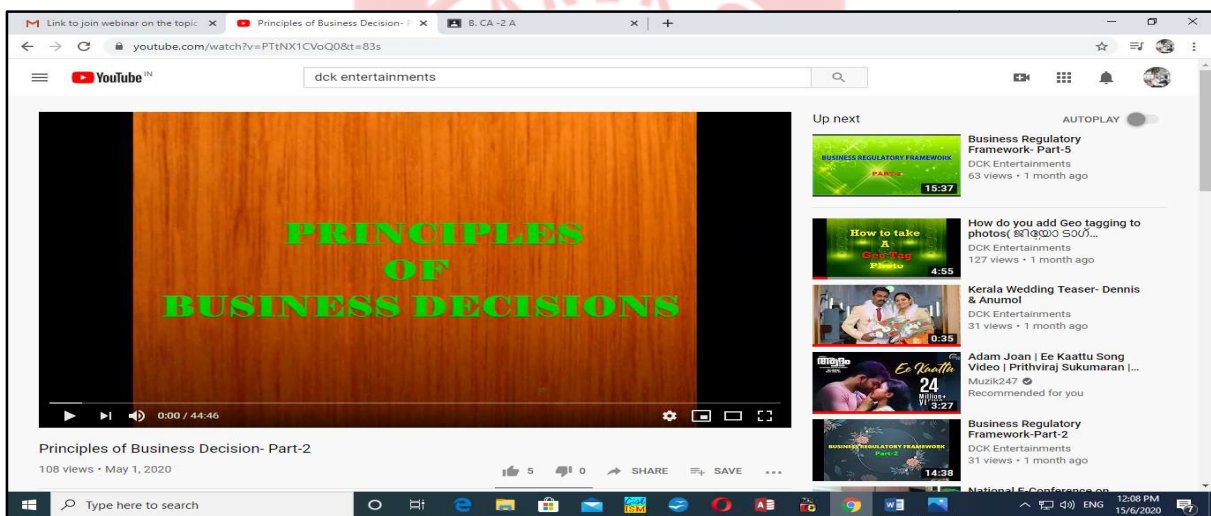 Link to join webinar on the topic
Principles of Business Decision- P
B. CA -2 A
youtube.com/watch?v=PTtNX1CVoQ0&t=83s
YouTube IN
dck entertainments
PRINCIPLES
OF
BUSINESS DECISIONS
0:00 / 44:46
Principles of Business Decision- Part-2
108 views • May 1, 2020
5
0
SHARE
SAVE
Up next
AUTOPLAY
BUSINESS REGULATORY FRAMEWORK
15:37
Business Regulatory
Framework- Part-5
DCK Entertainments
63 views • 1 month ago
How to take
A
Geo-Tag
Photo
4:55
How do you add Geo tagging to
photos(
DCK Entertainments
127 views • 1 month ago
0:35
Kerala Wedding Teaser- Dennis
& Anumol
DCK Entertainments
31 views • 1 month ago
Ee Kaattu
24
Million+
3:27
Adam Joan | Ee Kaattu Song
Video | Prithviraj Sukumaran |...
Muzik247
Recommended for you
BUSINESS REGULATORY FRAMEWORK
Part-2
14:38
Business Regulatory
Framework-Part-2
DCK Entertainments
31 views • 1 month ago
National E-Conference on
Type here to search
ENG
12:08 PM
15/6/2020